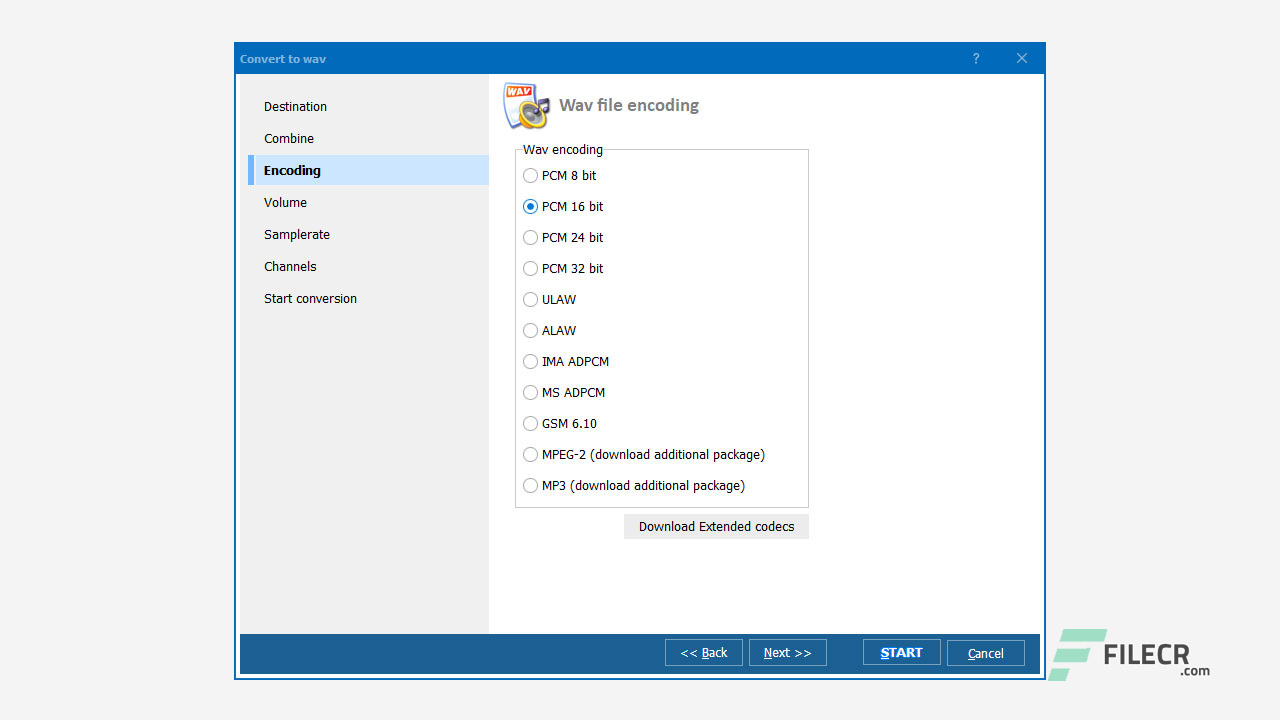 Convert to wav
?
Destination
Combine
Encoding
Volume
Samplerate
Channels
Start conversion
WAV
Wav file encoding
Wav encoding
PCM 8 bit
PCM 16 bit
PCM 24 bit
PCM 32 bit
ULAW
ALAW
IMA ADPCM
MS ADPCM
GSM 6.10
MPEG-2 (download additional package)
MP3 (download additional package)
Download Extended codecs
<< Back
Next >>
START
Cancel
FILECR
.com